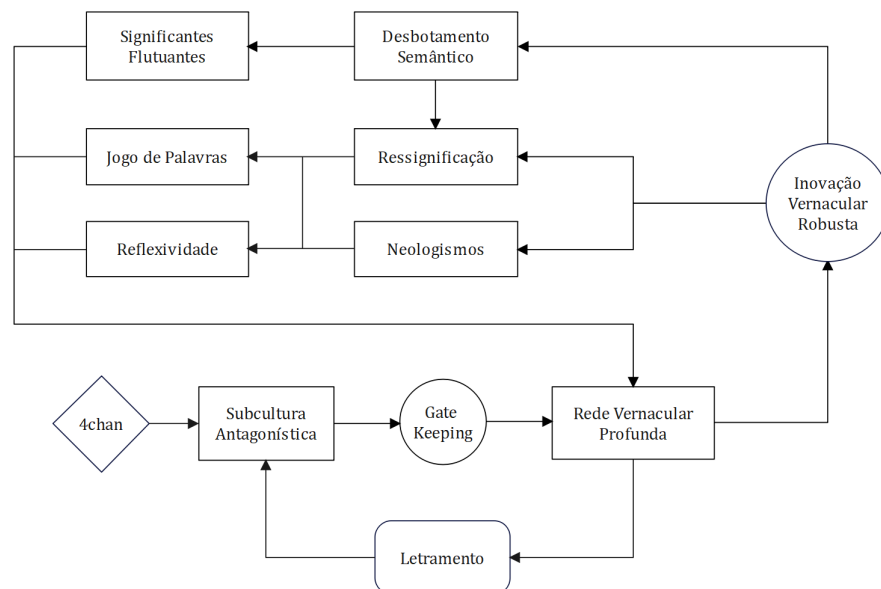 Significantes
Flutuantes
Desbotamento
Semântico
Jogo de Palavras
Ressignificação
Inovação
Vernacular
Robusta
Reflexividade
Neologismos
4chan
Subcultura
Antagonística
Gate
Keeping
Rede Vernacular
Profunda
Letramento